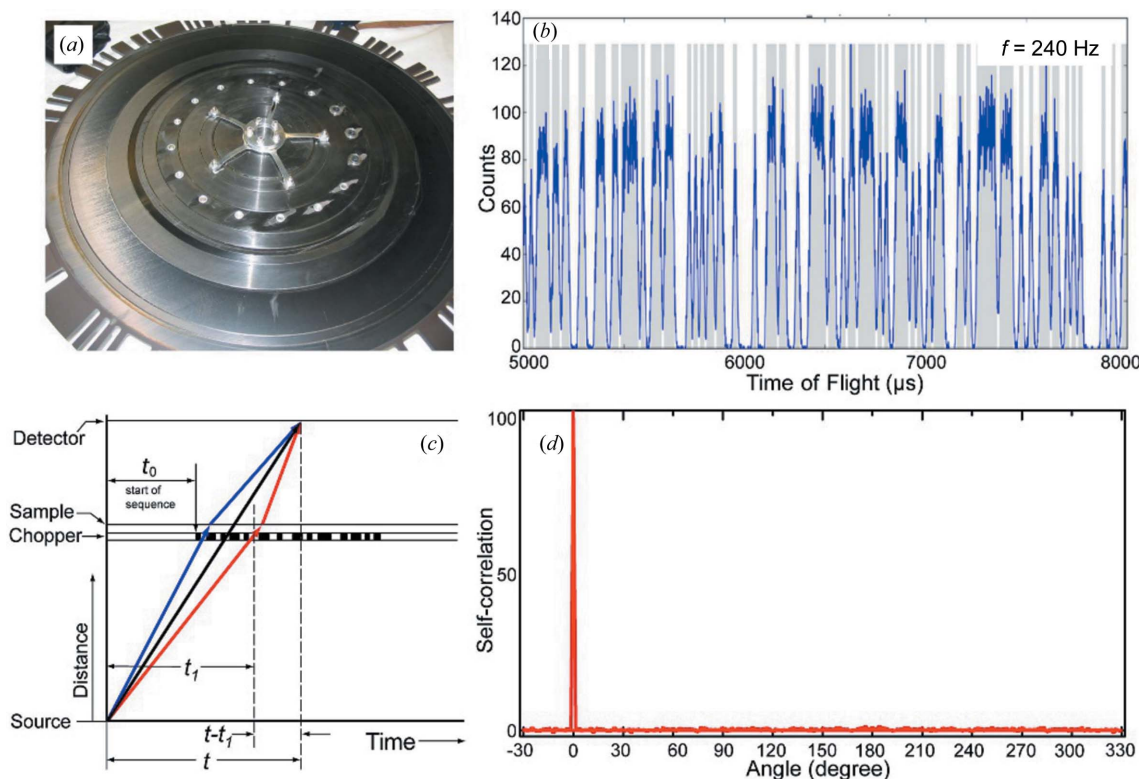 (a)
(b)
f = 240 Hz
140
120
100
80
60
40
20
0
Counts
5000
6000
7000
8000
Time of Flight (µs)
(c)
Detector
t0
start of
sequence
Sample
Chopper
Distance
t1
Source
t-t1
Time
t
(d)
100
50
0
Self-correlation
-30
0
30
60
90
120
150
180
210
240
270
300
330
Angle (degree)